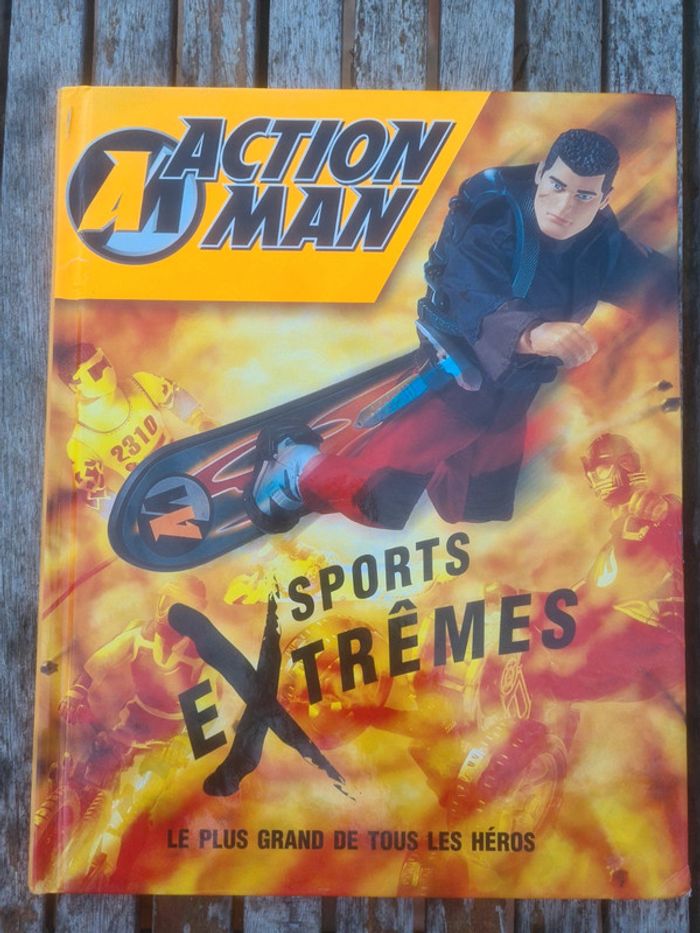 AM
ACTION
MAN
2310
SPORTS
EXTRÊMES
LE PLUS GRAND DE TOUS LES HÉROS